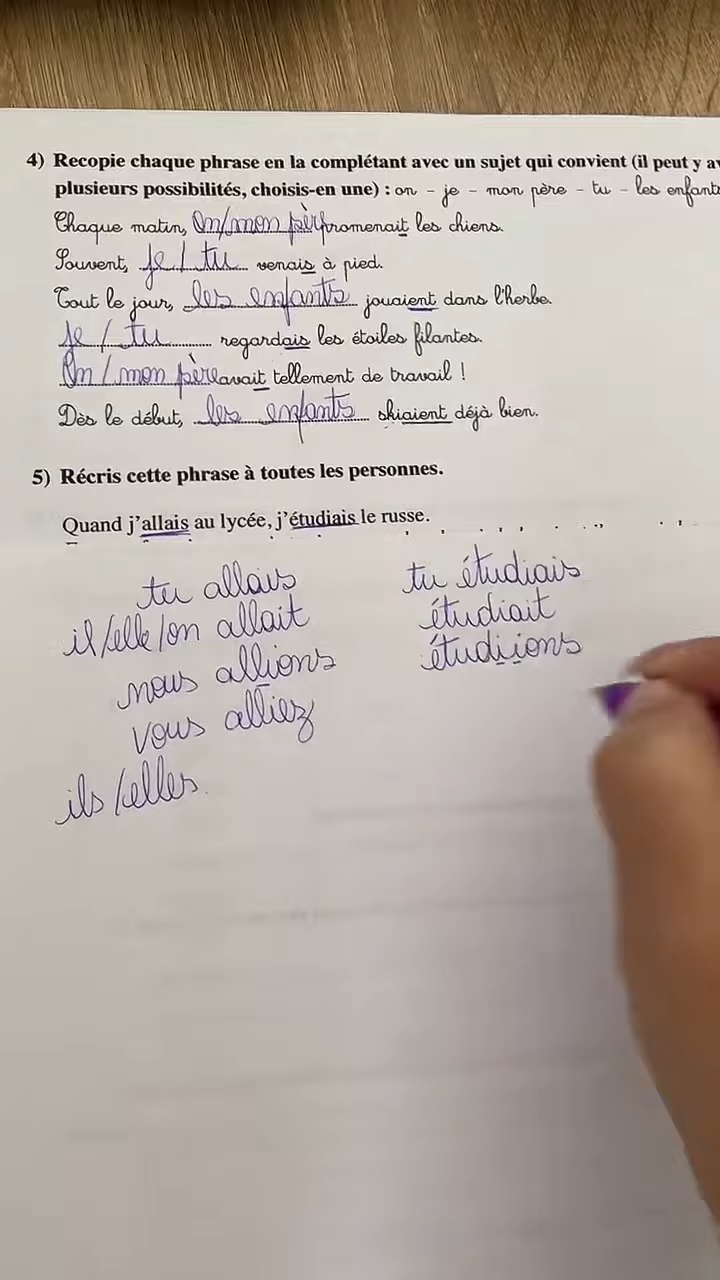 4) Recopie chaque phrase en la complétant avec un sujet qui convient (il peut y
plusieurs possibilités, choisis-en une) : on - je - mon père - tu - les enfants
Chaque matin, On/mon père promenait les chiens.
Souvent, je / tu venais à pied.
Tout le jour, les enfants jouaient dans l'herbe.
je / tu regardais les étoiles filantes.
On / mon père avait tellement de travail !
Dès le début, les enfants skiaient déjà bien.
5) Récris cette phrase à toutes les personnes.
Quand j'allais au lycée, j'étudiais le russe.
tu allais tu étudiais
il/elle/on allait étudiait
nous allions étudiions
vous alliez
ils/elles